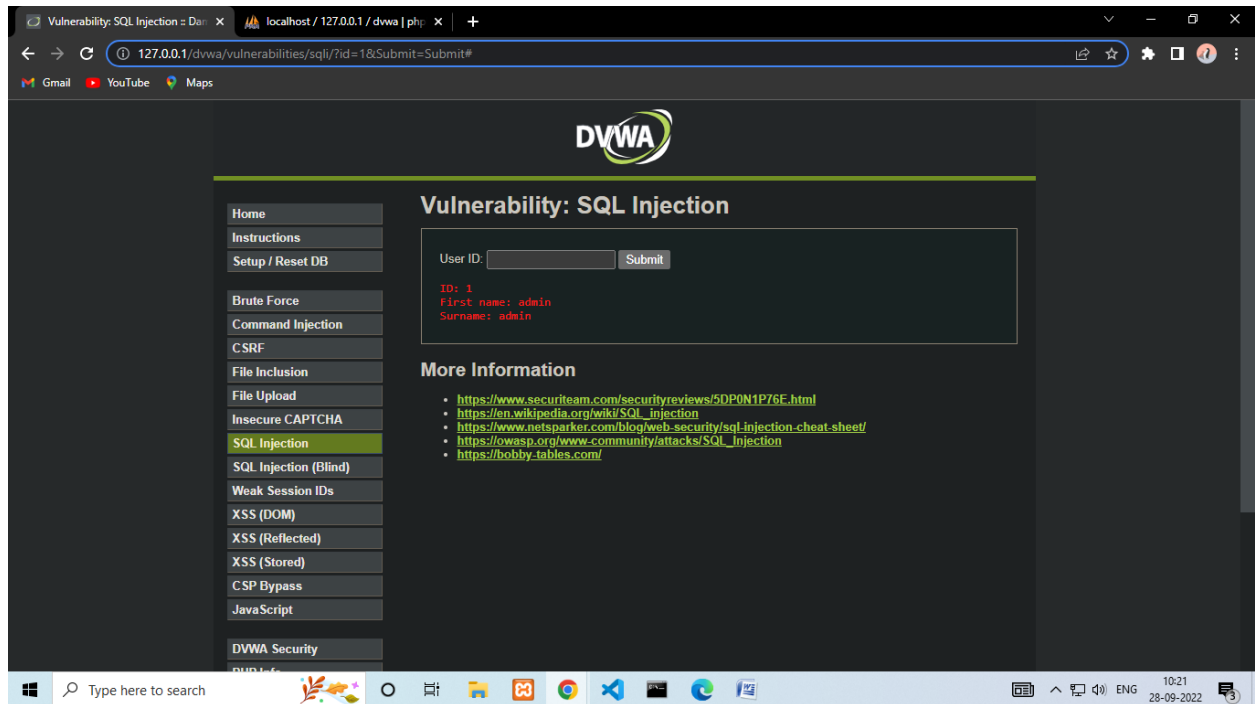 Vulnerability: SQL Injection :: Dan
localhost / 127.0.0.1 / dvwa | php
127.0.0.1/dvwa/vulnerabilities/sqli/?id=1&Submit=Submit#
Gmail YouTube Maps
DVWA
Home
Instructions
Setup / Reset DB
Brute Force
Command Injection
CSRF
File Inclusion
File Upload
Insecure CAPTCHA
SQL Injection
SQL Injection (Blind)
Weak Session IDs
XSS (DOM)
XSS (Reflected)
XSS (Stored)
CSP Bypass
JavaScript
DVWA Security
PHP Info
Vulnerability: SQL Injection
User ID: Submit
ID: 1
First name: admin
Surname: admin
More Information
https://www.securiteam.com/securityreviews/5DP0N1P76E.html
https://en.wikipedia.org/wiki/SQL_injection
https://www.netsparker.com/blog/web-security/sql-injection-cheat-sheet/
https://owasp.org/www-community/attacks/SQL_Injection
https://bobby-tables.com/
Type here to search
ENG
10:21
28-09-2022
3